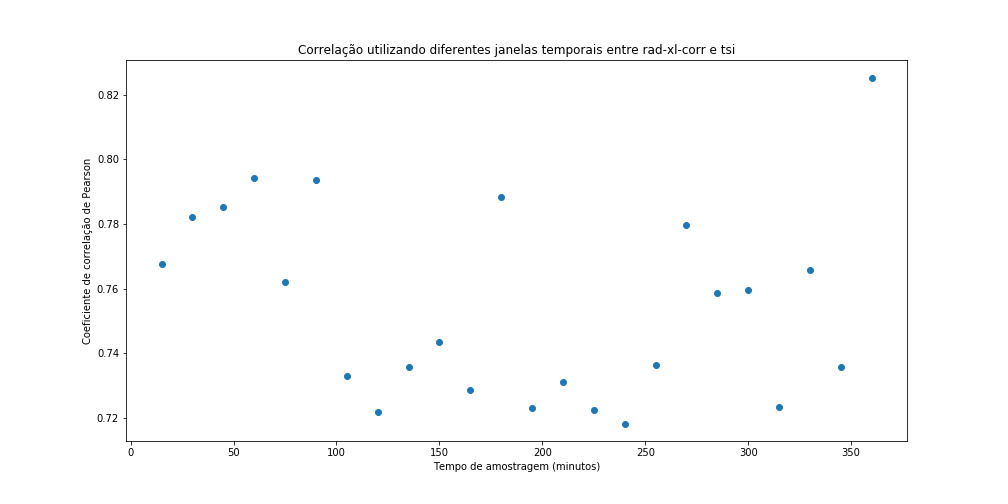 Correlação utilizando diferentes janelas temporais entre rad-xl-corr e tsi
Coeficiente de correlação de Pearson
0.82
0.80
0.78
0.76
0.74
0.72
0 50 100 150 200 250 300 350
Tempo de amostragem (minutos)